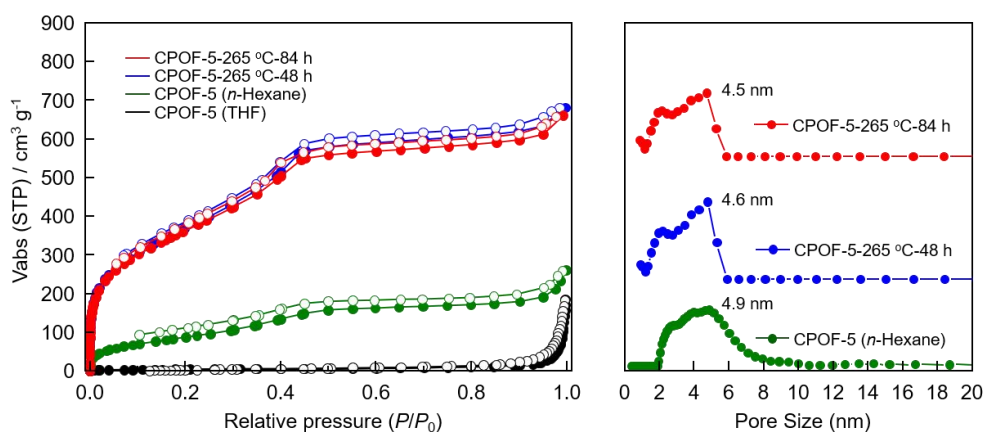 900
800
700
600
500
400
300
200
100
0
Vabs (STP) / cm³ g⁻¹
CPOF-5-265 ⁰C-84 h
CPOF-5-265 ⁰C-48 h
CPOF-5 (n-Hexane)
CPOF-5 (THF)
0.0 0.2 0.4 0.6 0.8 1.0
Relative pressure (P/P₀)
4.5 nm
CPOF-5-265 ⁰C-84 h
4.6 nm
CPOF-5-265 ⁰C-48 h
4.9 nm
CPOF-5 (n-Hexane)
0 2 4 6 8 10 12 14 16 18 20
Pore Size (nm)